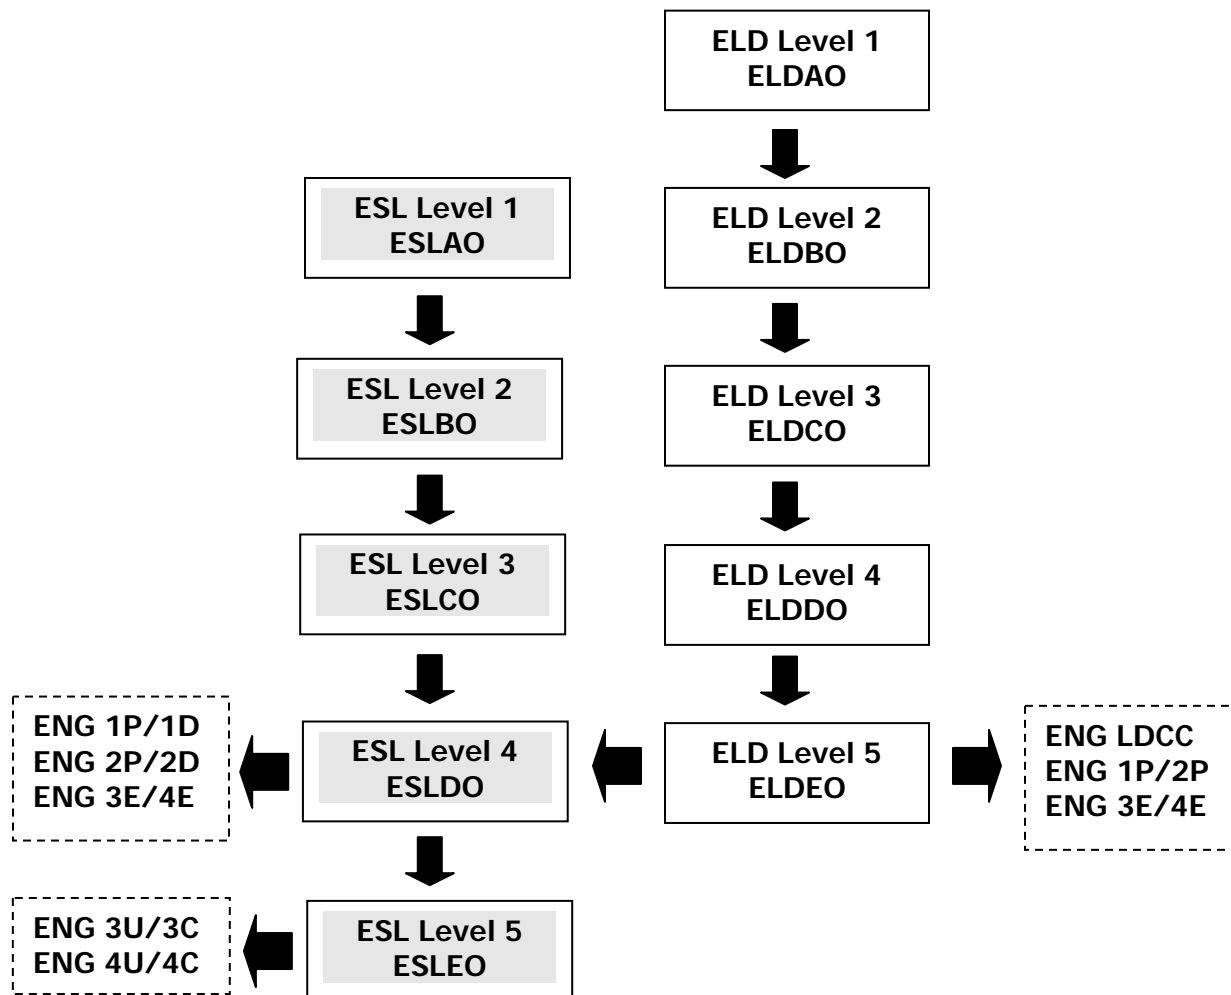 ELD Level 1
ELDAO
ESL Level 1
ESLAO
ELD Level 2
ELDBO
ESL Level 2
ESLBO
ELD Level 3
ELDCO
ESL Level 3
ESLCO
ELD Level 4
ELDDO
ENG 1P/1D
ENG 2P/2D
ENG 3E/4E
ESL Level 4
ESLDO
ELD Level 5
ELDEO
ENG LDCC
ENG 1P/2P
ENG 3E/4E
ENG 3U/3C
ENG 4U/4C
ESL Level 5
ESLEO